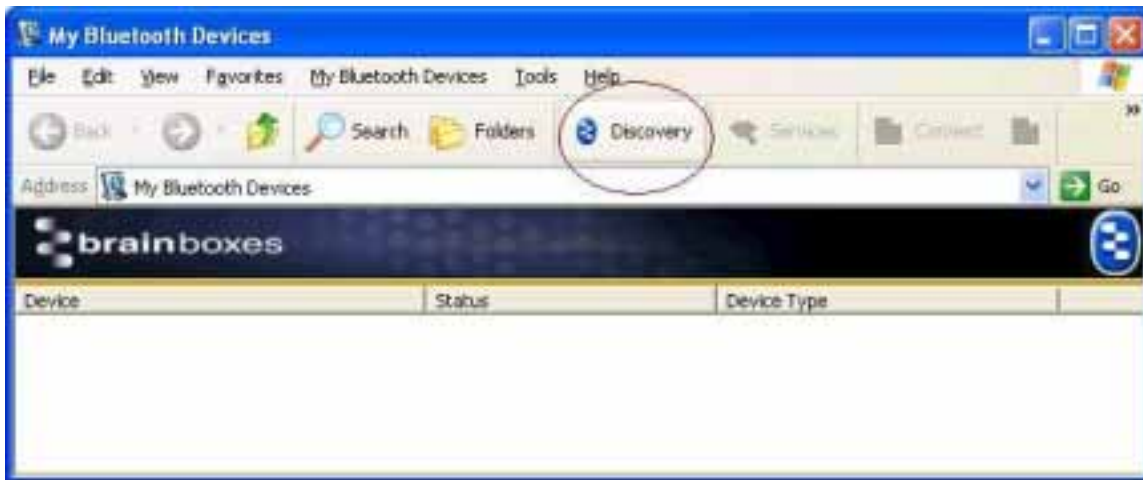 My Bluetooth Devices
File Edit View Favorites My Bluetooth Devices Tools Help
Back Search Folders Discovery Services Connect
Address My Bluetooth Devices Go
brainboxes
Device Status Device Type